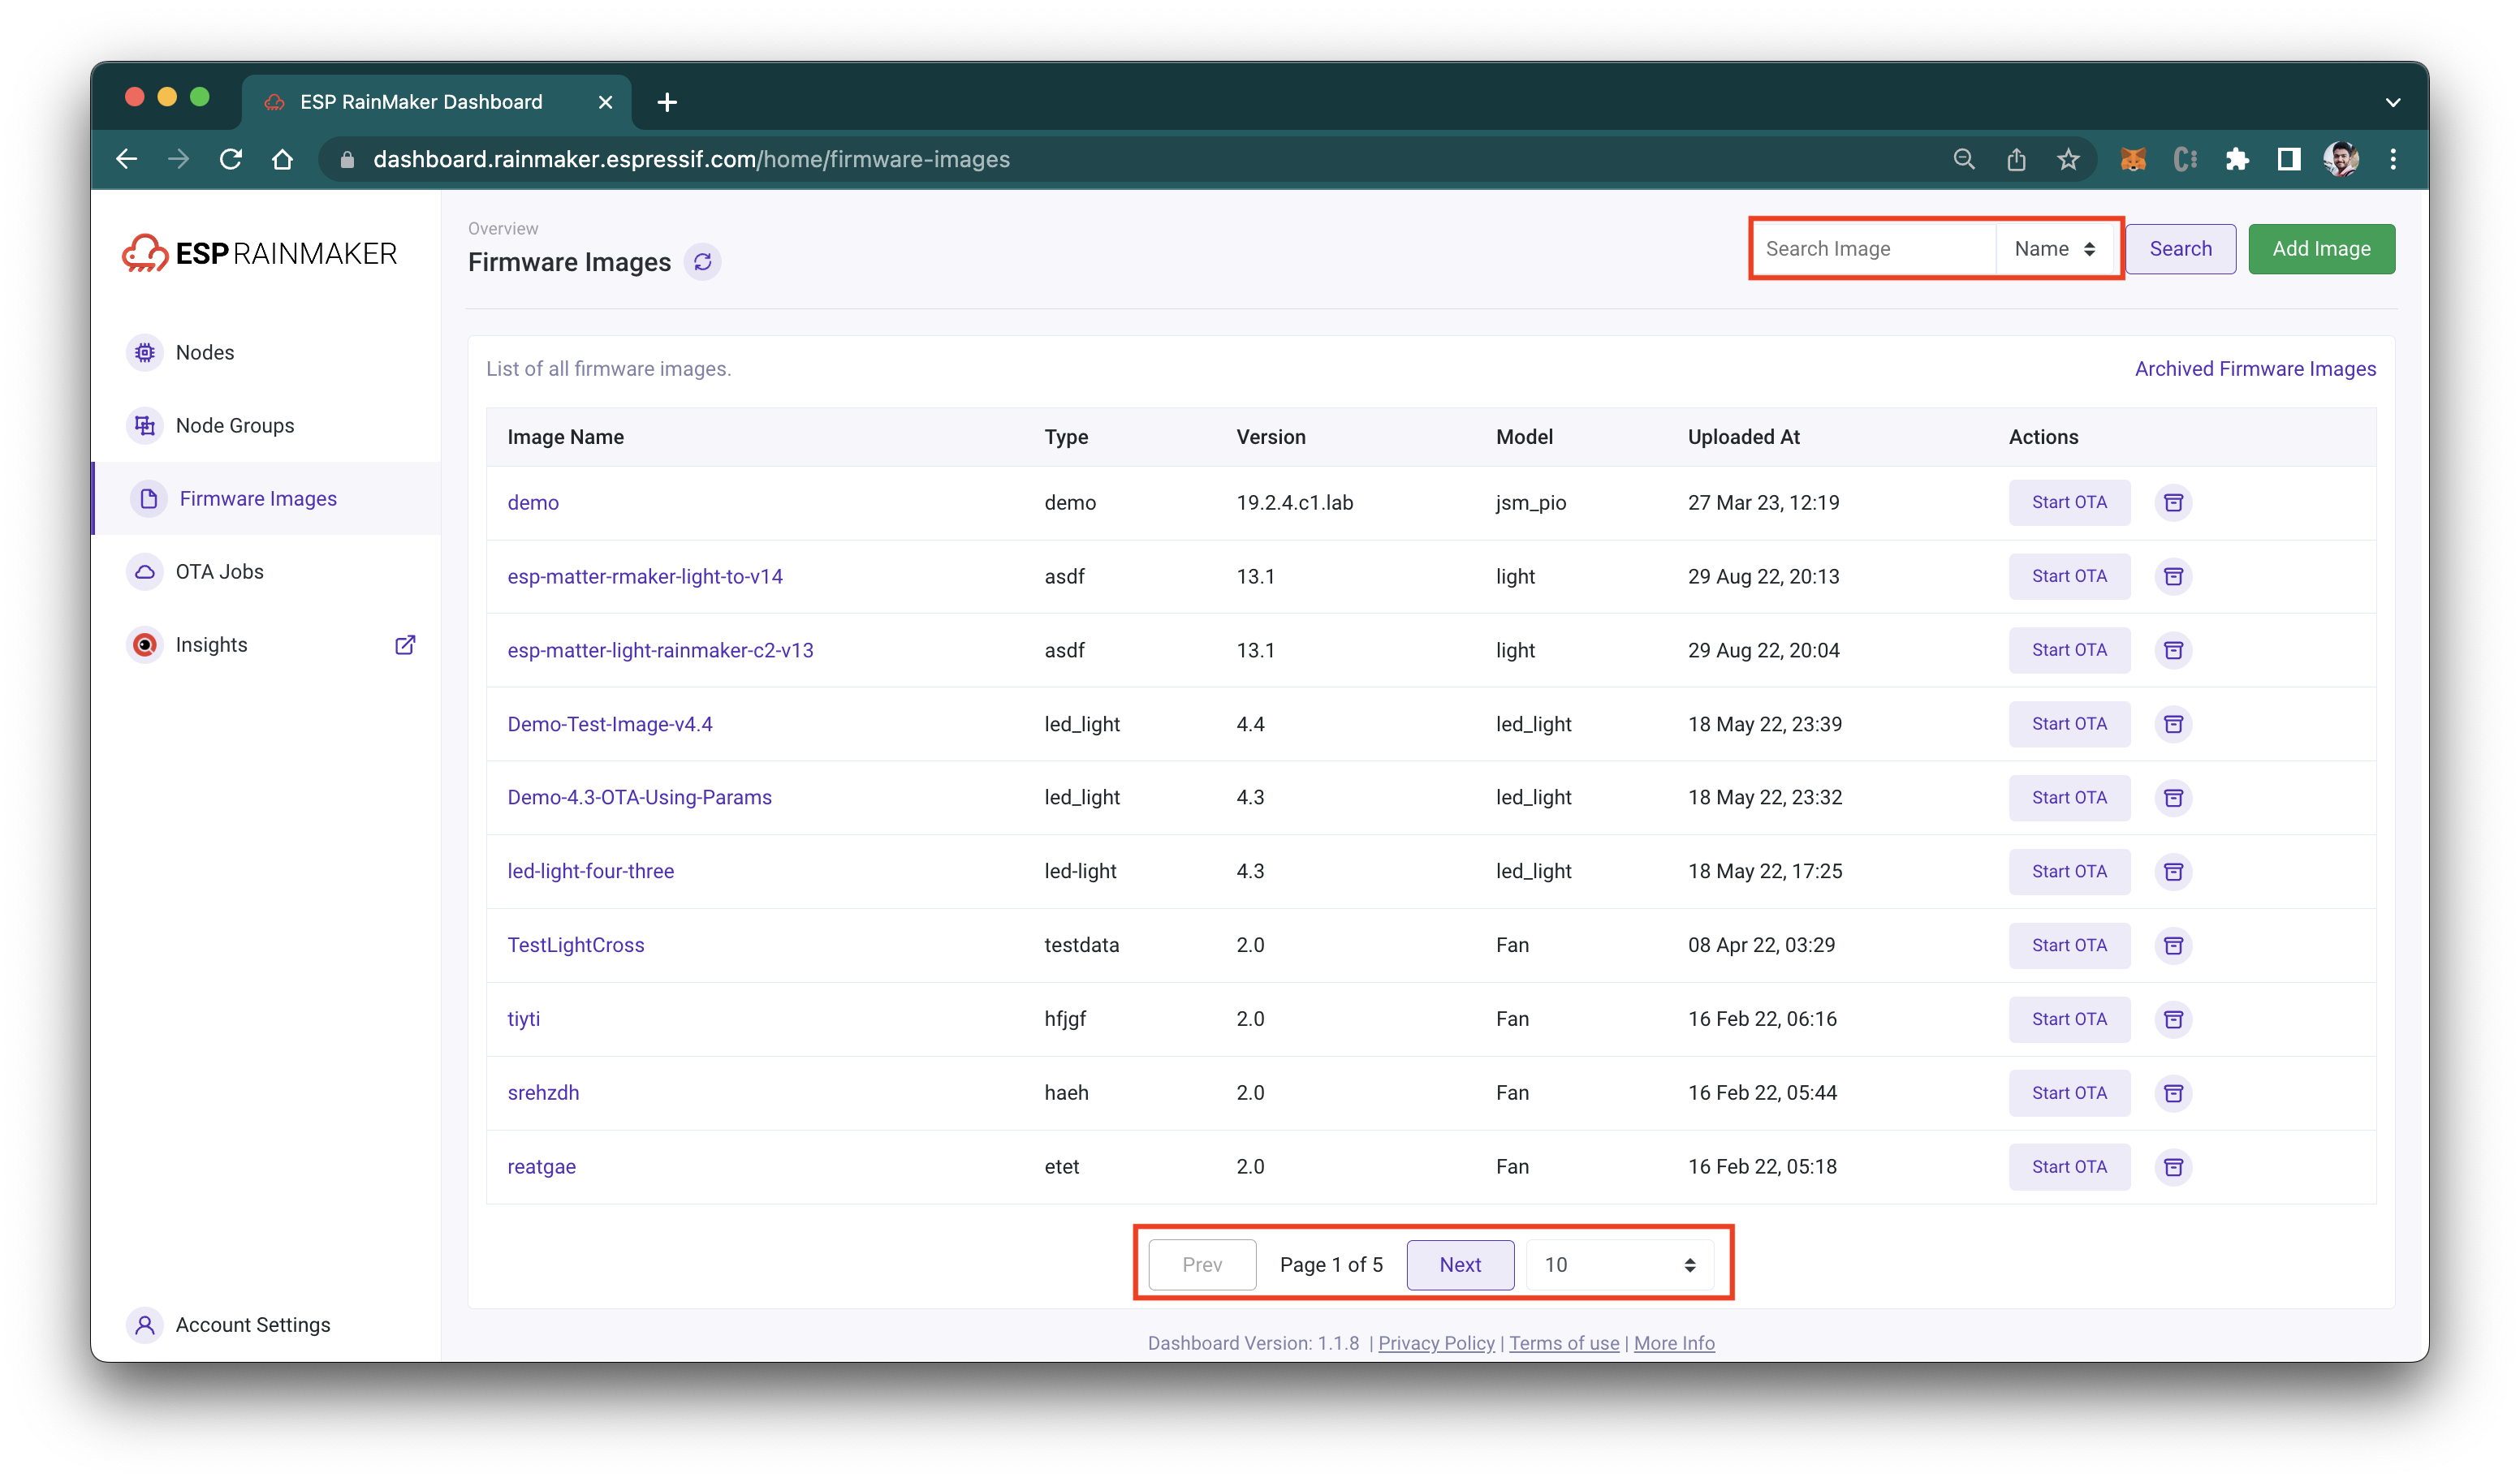 ESP RainMaker Dashboard
dashboard.rainmaker.espressif.com/home/firmware-images
ESP RAINMAKER
Nodes
Node Groups
Firmware Images
OTA Jobs
Insights
Account Settings
Overview
Firmware Images
Search Image Name Search Add Image
List of all firmware images. Archived Firmware Images
Image Name Type Version Model Uploaded At Actions
demo demo 19.2.4.c1.lab jsm_pio 27 Mar 23, 12:19 Start OTA
esp-matter-rmaker-light-to-v14 asdf 13.1 light 29 Aug 22, 20:13 Start OTA
esp-matter-light-rainmaker-c2-v13 asdf 13.1 light 29 Aug 22, 20:04 Start OTA
Demo-Test-Image-v4.4 led_light 4.4 led_light 18 May 22, 23:39 Start OTA
Demo-4.3-OTA-Using-Params led_light 4.3 led_light 18 May 22, 23:32 Start OTA
led-light-four-three led-light 4.3 led_light 18 May 22, 17:25 Start OTA
TestLightCross testdata 2.0 Fan 08 Apr 22, 03:29 Start OTA
tiyti hfjgf 2.0 Fan 16 Feb 22, 06:16 Start OTA
srehzdh haeh 2.0 Fan 16 Feb 22, 05:44 Start OTA
reatgae etet 2.0 Fan 16 Feb 22, 05:18 Start OTA
Prev Page 1 of 5 Next 10
Dashboard Version: 1.1.8 | Privacy Policy | Terms of use | More Info